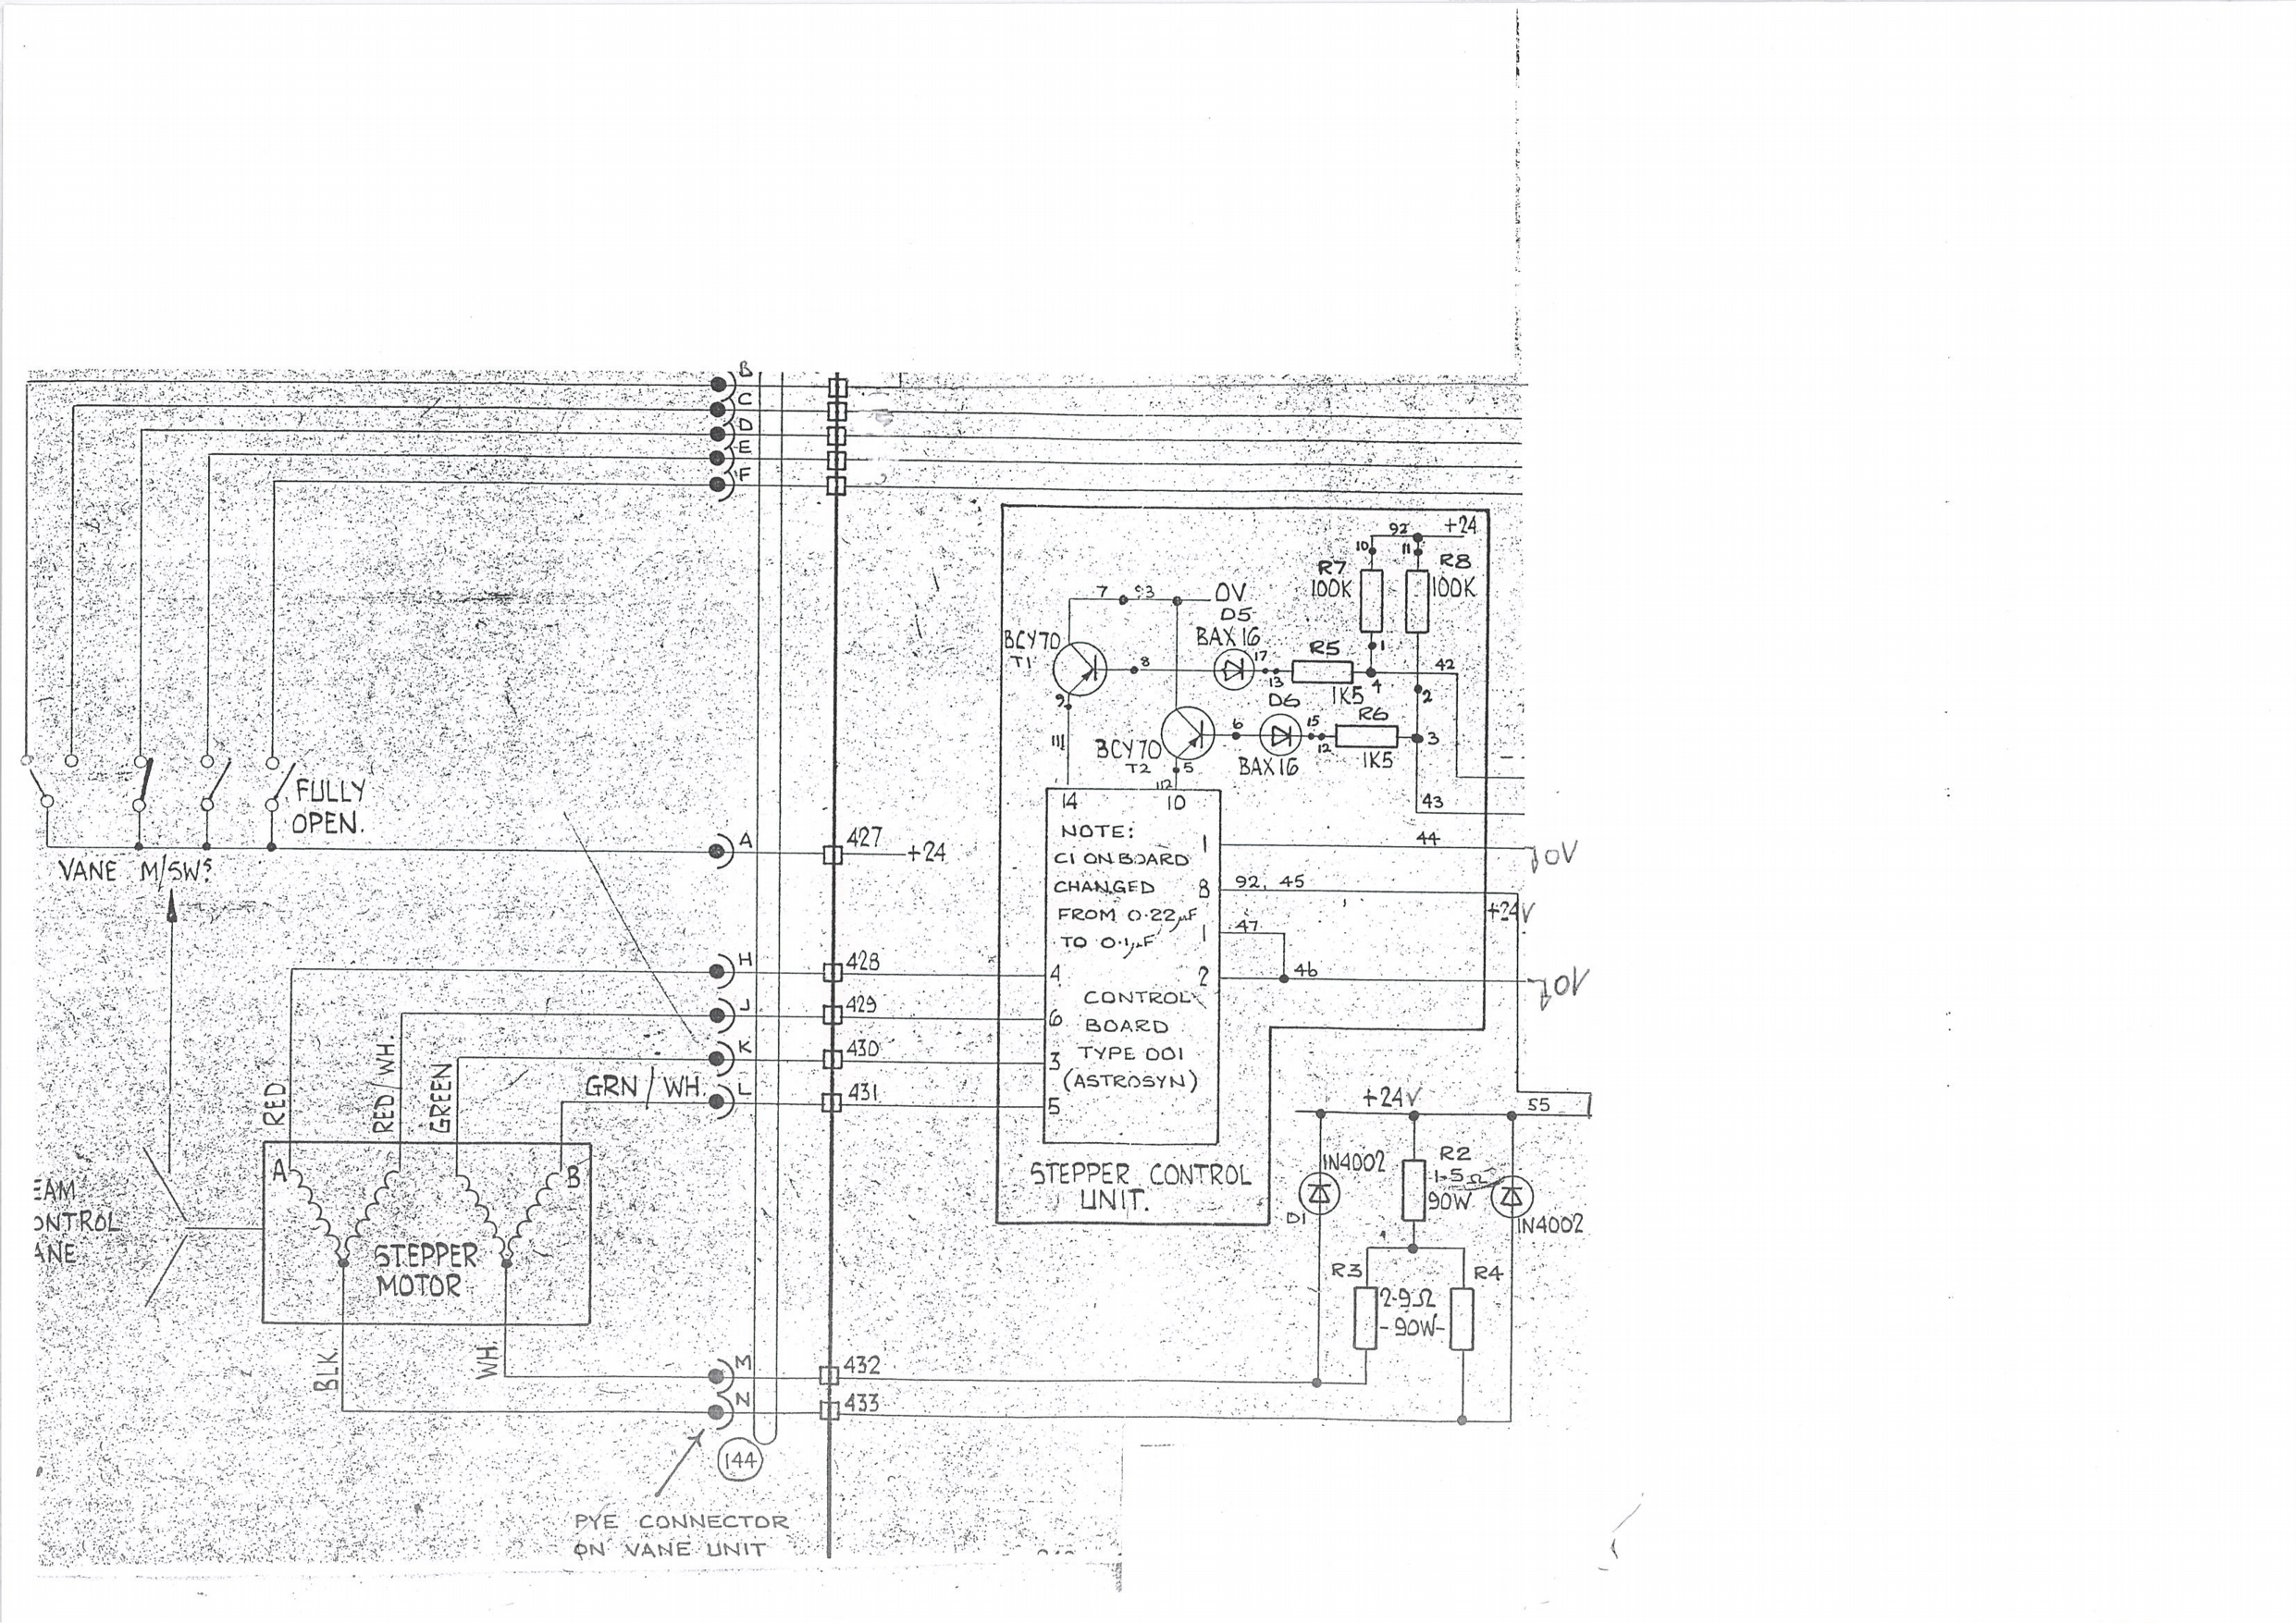 B
C
D
E
F
92 +24
10 11
R7
100K
R8
100K
7 0V
D5
BAX16
BCY70
T1
8
17
13
R5
1K5
1
4
42
2
9
D6
R6
6
15
12
3
111
BCY70
T2
5
BAX16
1K5
112
43
FULLY
OPEN.
14 10
NOTE:
C1 ON BOARD
CHANGED
FROM 0.22µF
TO 0.1µF
1
44
0V
8
92, 45
+24V
1
47
2
46
0V
A
427
+24
VANE M/SWS
H
428
4
J
429
6
K
430
3
L
431
5
CONTROL
BOARD
TYPE 001
(ASTROSYN)
RED
RED/WH.
GREEN
GRN/WH.
STEPPER CONTROL
UNIT.
+24V
55
A
B
STEPPER
MOTOR
EAM
ONTROL
ANE
IN4002
D1
R2
1.5Ω
90W
IN4002
R3
R4
2.9Ω
-90W-
BLK.
WH.
M
432
N
433
144
PYE CONNECTOR
ON VANE UNIT